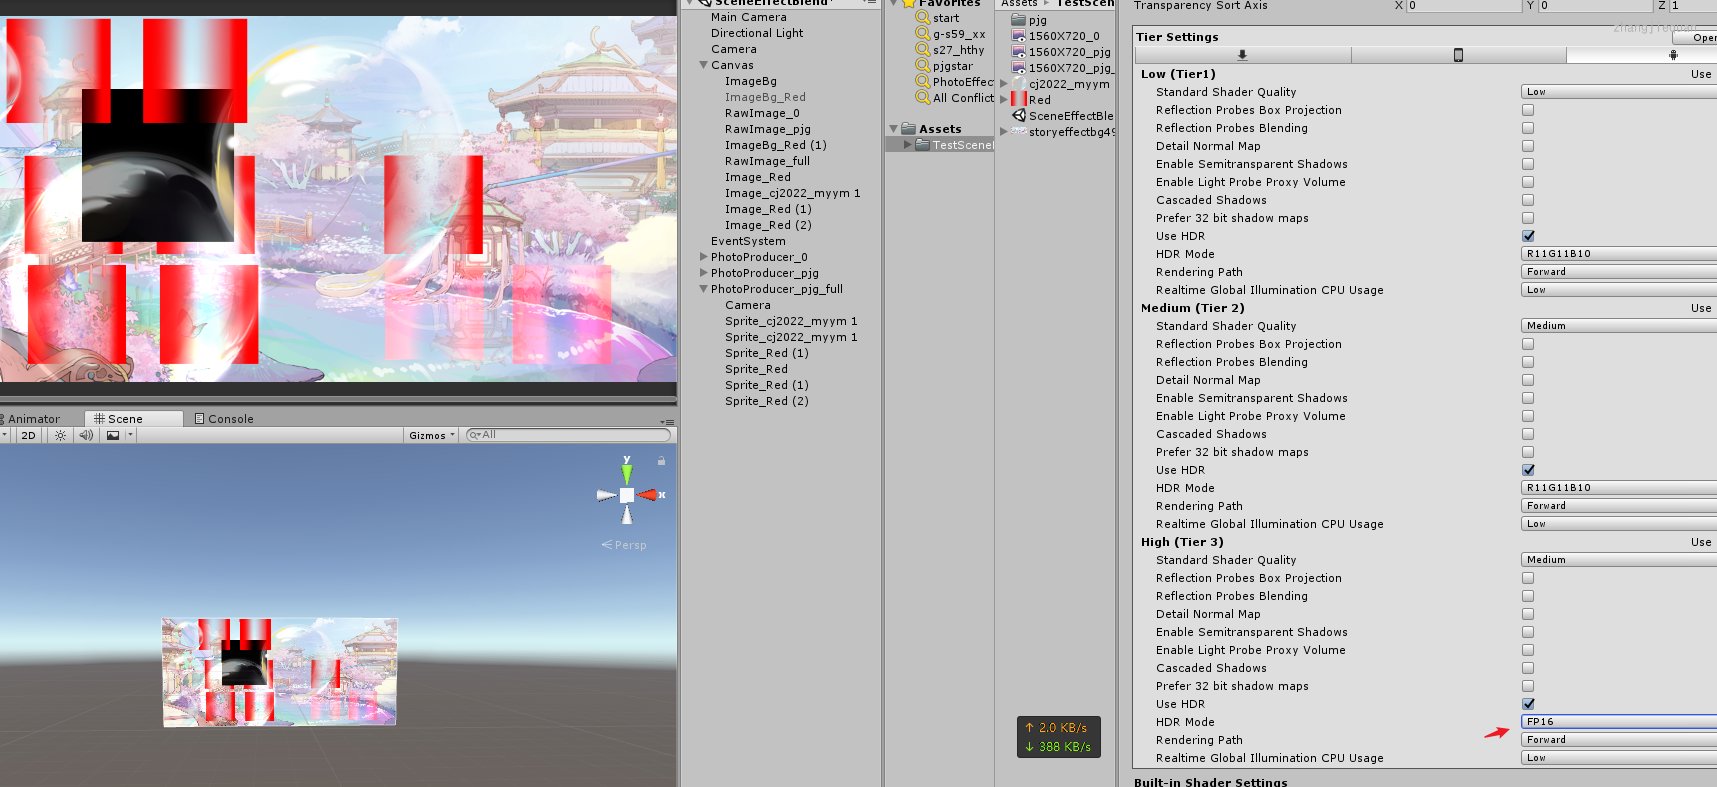 SceneEffectBlend*
Main Camera
Directional Light
Camera
Canvas
ImageBg
ImageBg_Red
RawImage_0
RawImage_pjg
ImageBg_Red (1)
RawImage_full
Image_Red
Image_cj2022_myym 1
Image_Red (1)
Image_Red (2)
EventSystem
PhotoProducer_0
PhotoProducer_pjg
PhotoProducer_pjg_full
Camera
Sprite_cj2022_myym 1
Sprite_cj2022_myym 1
Sprite_Red (1)
Sprite_Red
Sprite_Red (1)
Sprite_Red (2)
Animator
Scene
Console
2D
Gizmos
All
y
x
Persp
Favorites
start
g-s59_xx
s27_hthy
pjgstar
PhotoEffec
All Conflict
Assets
TestSceneI
Assets
TestScen
pjg
1560X720_0
1560X720_pjg
1560X720_pjg_
cj2022_myym
Red
SceneEffectBle
storyeffectbg49
↑ 2.0 KB/s
↓ 388 KB/s
Transparency Sort Axis X 0 Y 0 Z 1
Tier Settings
Open
Low (Tier1) Use
Standard Shader Quality Low
Reflection Probes Box Projection
Reflection Probes Blending
Detail Normal Map
Enable Semitransparent Shadows
Enable Light Probe Proxy Volume
Cascaded Shadows
Prefer 32 bit shadow maps
Use HDR
HDR Mode R11G11B10
Rendering Path Forward
Realtime Global Illumination CPU Usage Low
Medium (Tier 2) Use
Standard Shader Quality Medium
Reflection Probes Box Projection
Reflection Probes Blending
Detail Normal Map
Enable Semitransparent Shadows
Enable Light Probe Proxy Volume
Cascaded Shadows
Prefer 32 bit shadow maps
Use HDR
HDR Mode R11G11B10
Rendering Path Forward
Realtime Global Illumination CPU Usage Low
High (Tier 3) Use
Standard Shader Quality Medium
Reflection Probes Box Projection
Reflection Probes Blending
Detail Normal Map
Enable Semitransparent Shadows
Enable Light Probe Proxy Volume
Cascaded Shadows
Prefer 32 bit shadow maps
Use HDR
HDR Mode FP16
Rendering Path Forward
Realtime Global Illumination CPU Usage Low
Built-in Shader Settings